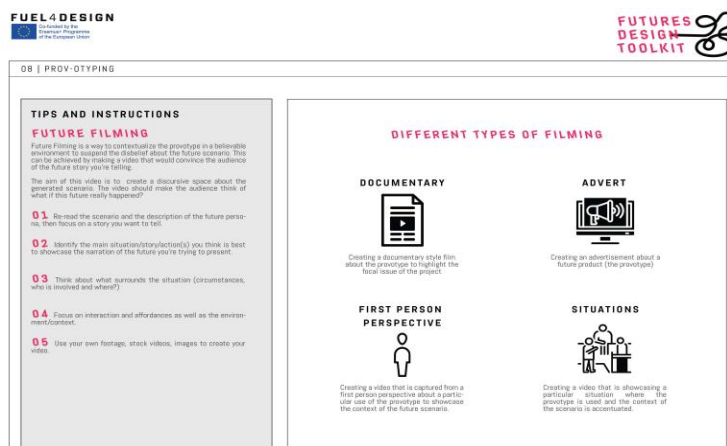 FUEL4DESIGN
Co-funded by the
Erasmus+ Programme
of the European Union
FUTURES
DESIGN
TOOLKIT
08 | PROV-OTYPING
TIPS AND INSTRUCTIONS
FUTURE FILMING
Future Filming is a way to contextualize the provotype in a believable
environment to suspend the disbelief about the future scenario. This
can be achieved by making a video that would convince the audience
of the future story you're telling.
The aim of this video is to create a discursive space about the
generated scenario. The video should make the audience think of
what if this future really happened?
01 Re-read the scenario and the description of the future perso-
na, then focus on a story you want to tell.
02 Identify the main situation/story/action(s) you think is best
to showcase the narration of the future you're trying to present.
03 Think about what surrounds the situation (circumstances,
who is involved and where?)
04 Focus on interaction and affordances as well as the environ-
ment/context.
05 Use your own footage, stock videos, images to create your
video.
DIFFERENT TYPES OF FILMING
DOCUMENTARY
Creating a documentary style film
about the provotype to highlight the
focal issue of the project
ADVERT
Creating an advertisement about a
future product (the provotype)
FIRST PERSON
PERSPECTIVE
Creating a video that is captured from a
first person perspective about a partic-
ular use of the provotype to showcase
the context of the future scenario.
SITUATIONS
Creating a video that is showcasing a
particular situation where the
provotype is used and the context of
the scenario is accentuated.